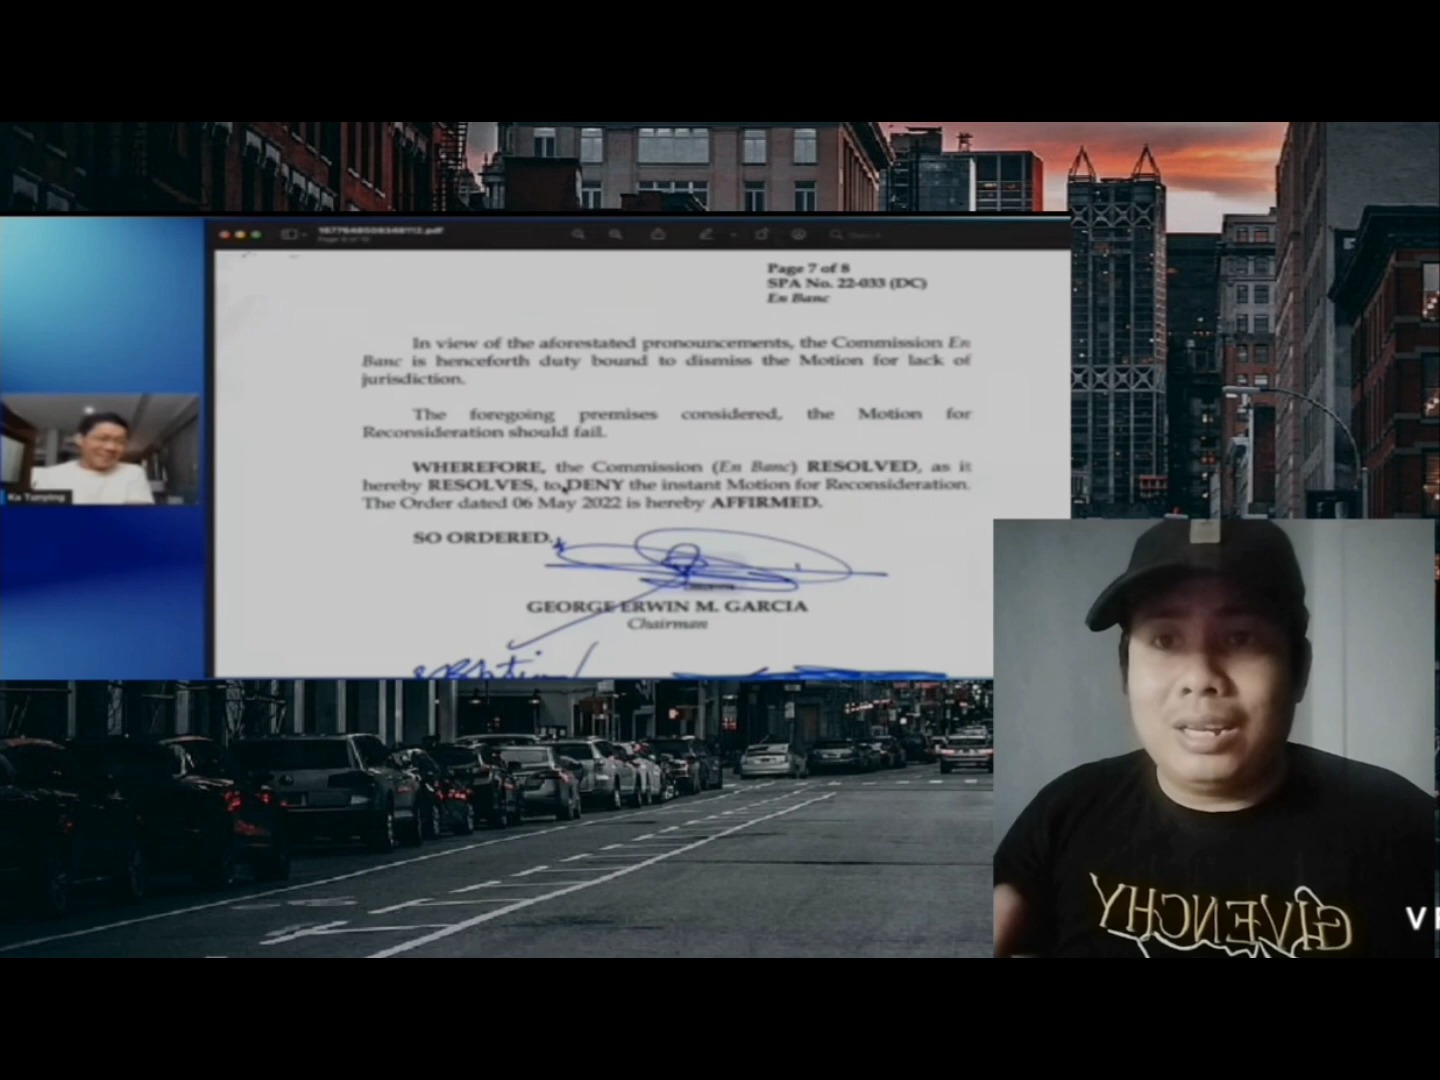 1677648509348112.pdf
Page 7 of 8
SPA No. 22-033 (DC)
En Banc
In view of the aforestated pronouncements, the Commission En
Banc is henceforth duty bound to dismiss the Motion for lack of
jurisdiction.
The foregoing premises considered, the Motion for
Reconsideration should fail.
WHEREFORE, the Commission (En Banc) RESOLVED, as it
hereby RESOLVES, to DENY the instant Motion for Reconsideration.
The Order dated 06 May 2022 is hereby AFFIRMED.
SO ORDERED.
GEORGE ERWIN M. GARCIA
Chairman
Ka Tunying
GIVENCHY
V